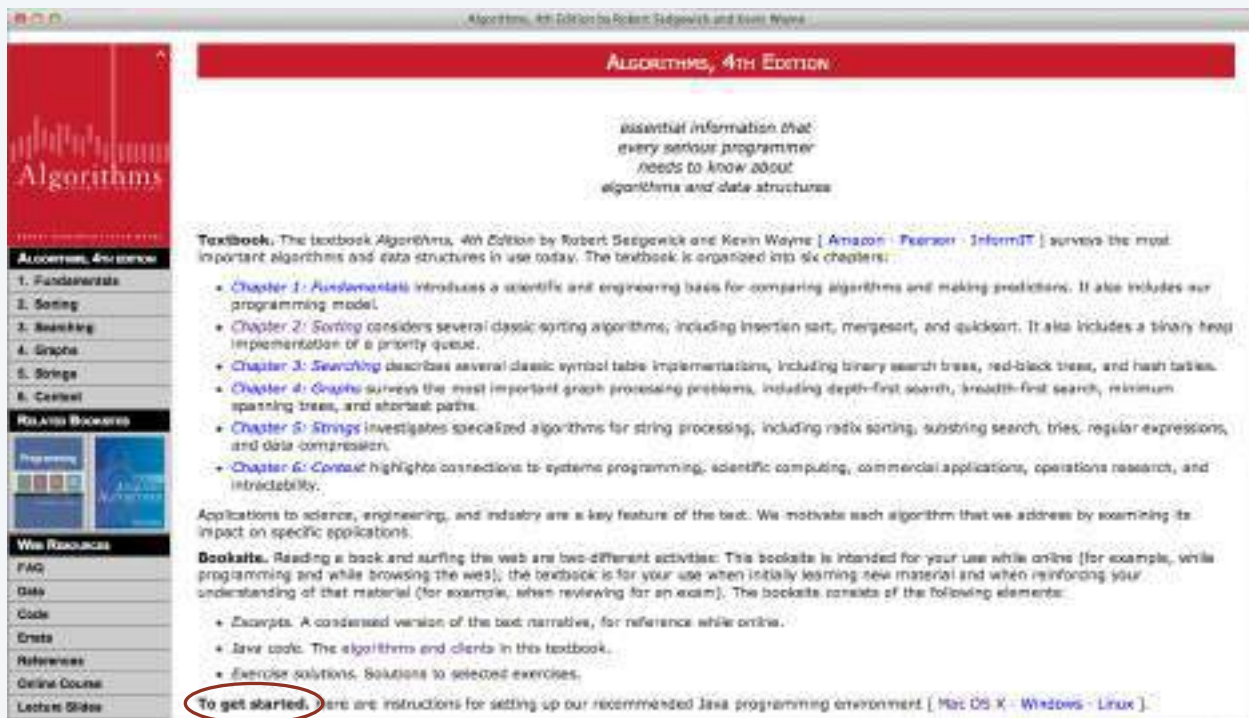 Algorithms, 4th Edition by Robert Sedgewick and Kevin Wayne
Algorithms
ALGORITHMS, 4TH EDITION
1. Fundamentals
2. Sorting
3. Searching
4. Graphs
5. Strings
6. Context
RELATED BOOKSITES
Programming
Algorithms
WEB RESOURCES
FAQ
Data
Code
Errata
References
Online Course
Lecture Slides
ALGORITHMS, 4TH EDITION
essential information that
every serious programmer
needs to know about
algorithms and data structures
Textbook. The textbook Algorithms, 4th Edition by Robert Sedgewick and Kevin Wayne [ Amazon · Pearson · InformIT ] surveys the most
important algorithms and data structures in use today. The textbook is organized into six chapters:
• Chapter 1: Fundamentals introduces a scientific and engineering basis for comparing algorithms and making predictions. It also includes our
programming model.
• Chapter 2: Sorting considers several classic sorting algorithms, including insertion sort, mergesort, and quicksort. It also includes a binary heap
implementation of a priority queue.
• Chapter 3: Searching describes several classic symbol table implementations, including binary search trees, red-black trees, and hash tables.
• Chapter 4: Graphs surveys the most important graph processing problems, including depth-first search, breadth-first search, minimum
spanning trees, and shortest paths.
• Chapter 5: Strings investigates specialized algorithms for string processing, including radix sorting, substring search, tries, regular expressions,
and data compression.
• Chapter 6: Context highlights connections to systems programming, scientific computing, commercial applications, operations research, and
intractability.
Applications to science, engineering, and industry are a key feature of the text. We motivate each algorithm that we address by examining its
impact on specific applications.
Booksite. Reading a book and surfing the web are two different activities: This booksite is intended for your use while online (for example, while
programming and while browsing the web); the textbook is for your use when initially learning new material and when reinforcing your
understanding of that material (for example, when reviewing for an exam). The booksite consists of the following elements:
• Excerpts. A condensed version of the text narrative, for reference while online.
• Java code. The algorithms and clients in this textbook.
• Exercise solutions. Solutions to selected exercises.
To get started. Here are instructions for setting up our recommended Java programming environment [ Mac OS X · Windows · Linux ].